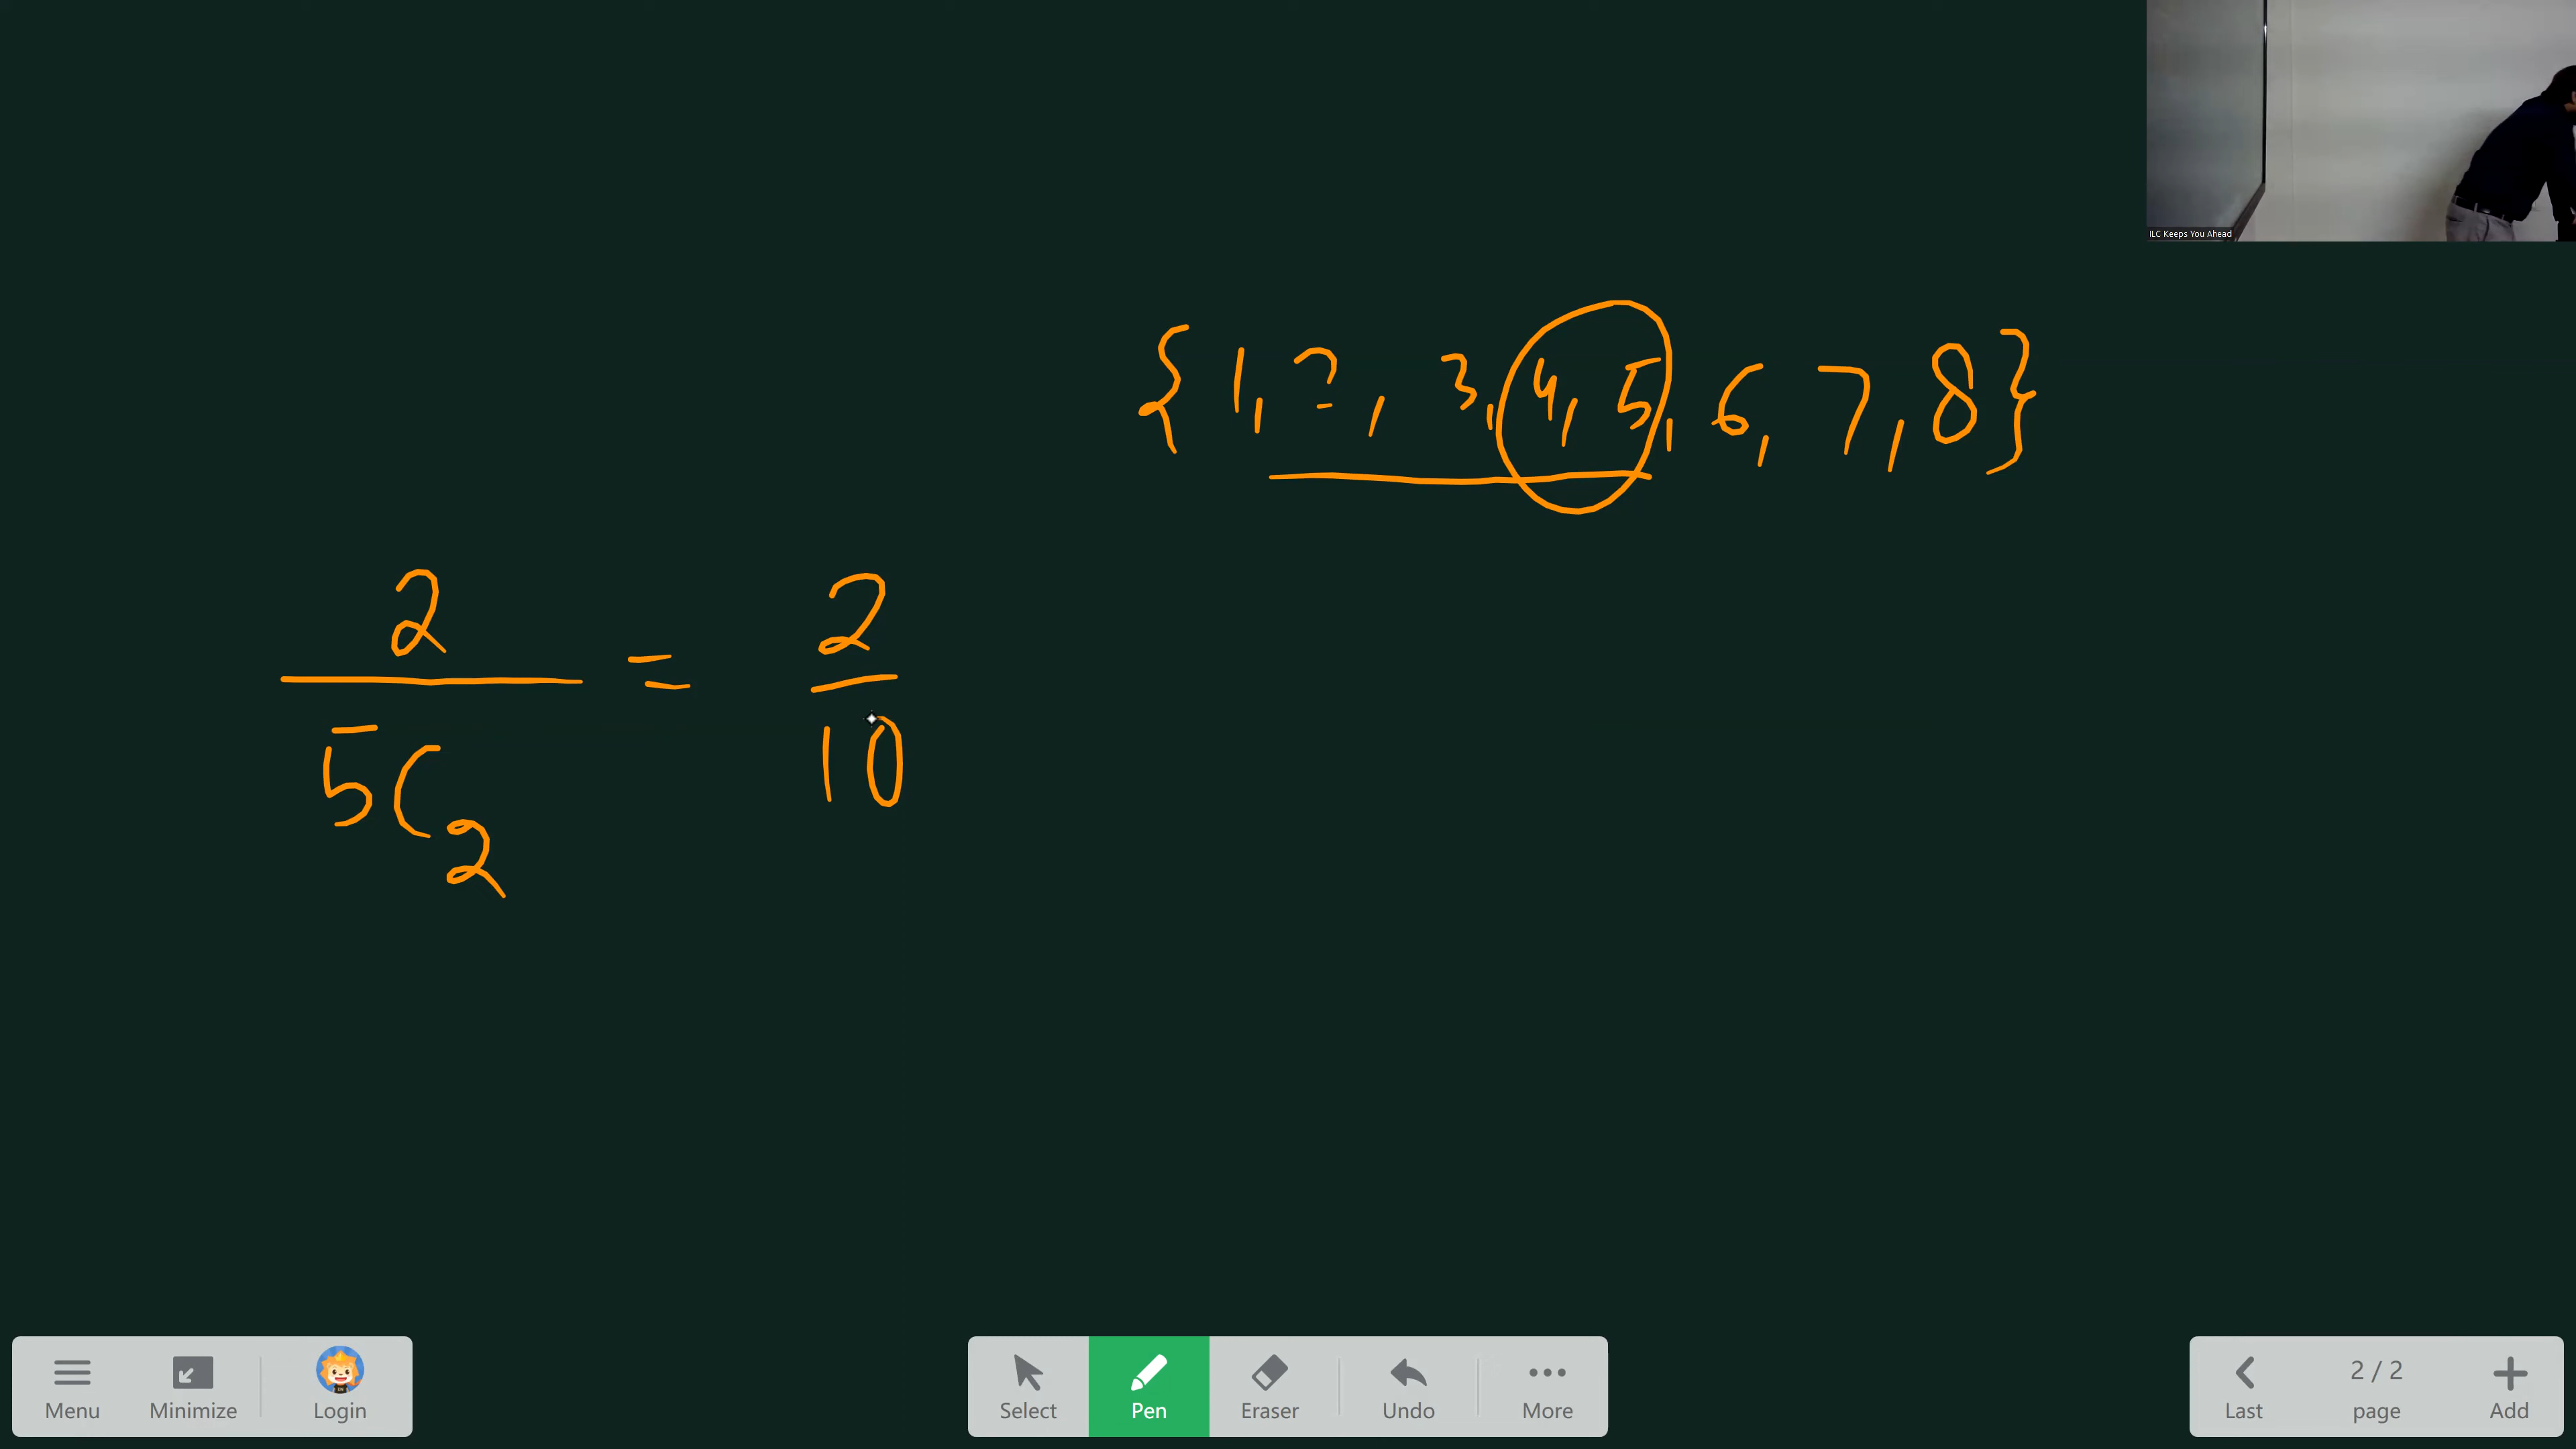 ILC Keeps You Ahead
{ 1, 2, 3, 4, 5, 6, 7, 8 }
2 = 2
5C2 10
Menu Minimize Login Select Pen Eraser Undo More Last 2 / 2 page Add